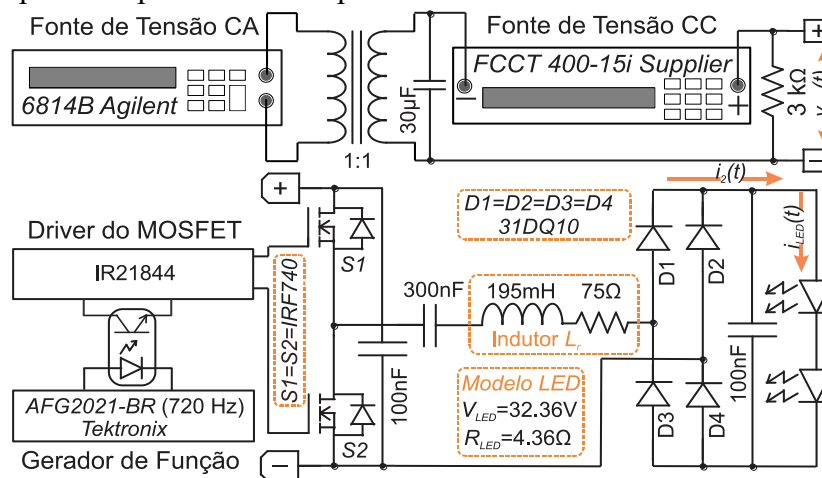 Fonte de Tensão CA
Fonte de Tensão CC
6814B Agilent
1:1
30µF
FCCT 400-15i Supplier
3 kΩ
(t)
i2(t)
D1=D2=D3=D4
31DQ10
iLED(t)
Driver do MOSFET
IR21844
S1
S1=S2=IRF740
D1
D2
300nF
195mH
75Ω
Indutor Lr
100nF
100nF
Modelo LED
VLED=32.36V
RLED=4.36Ω
D3
D4
AFG2021-BR (720 Hz)
Tektronix
S2
Gerador de Função